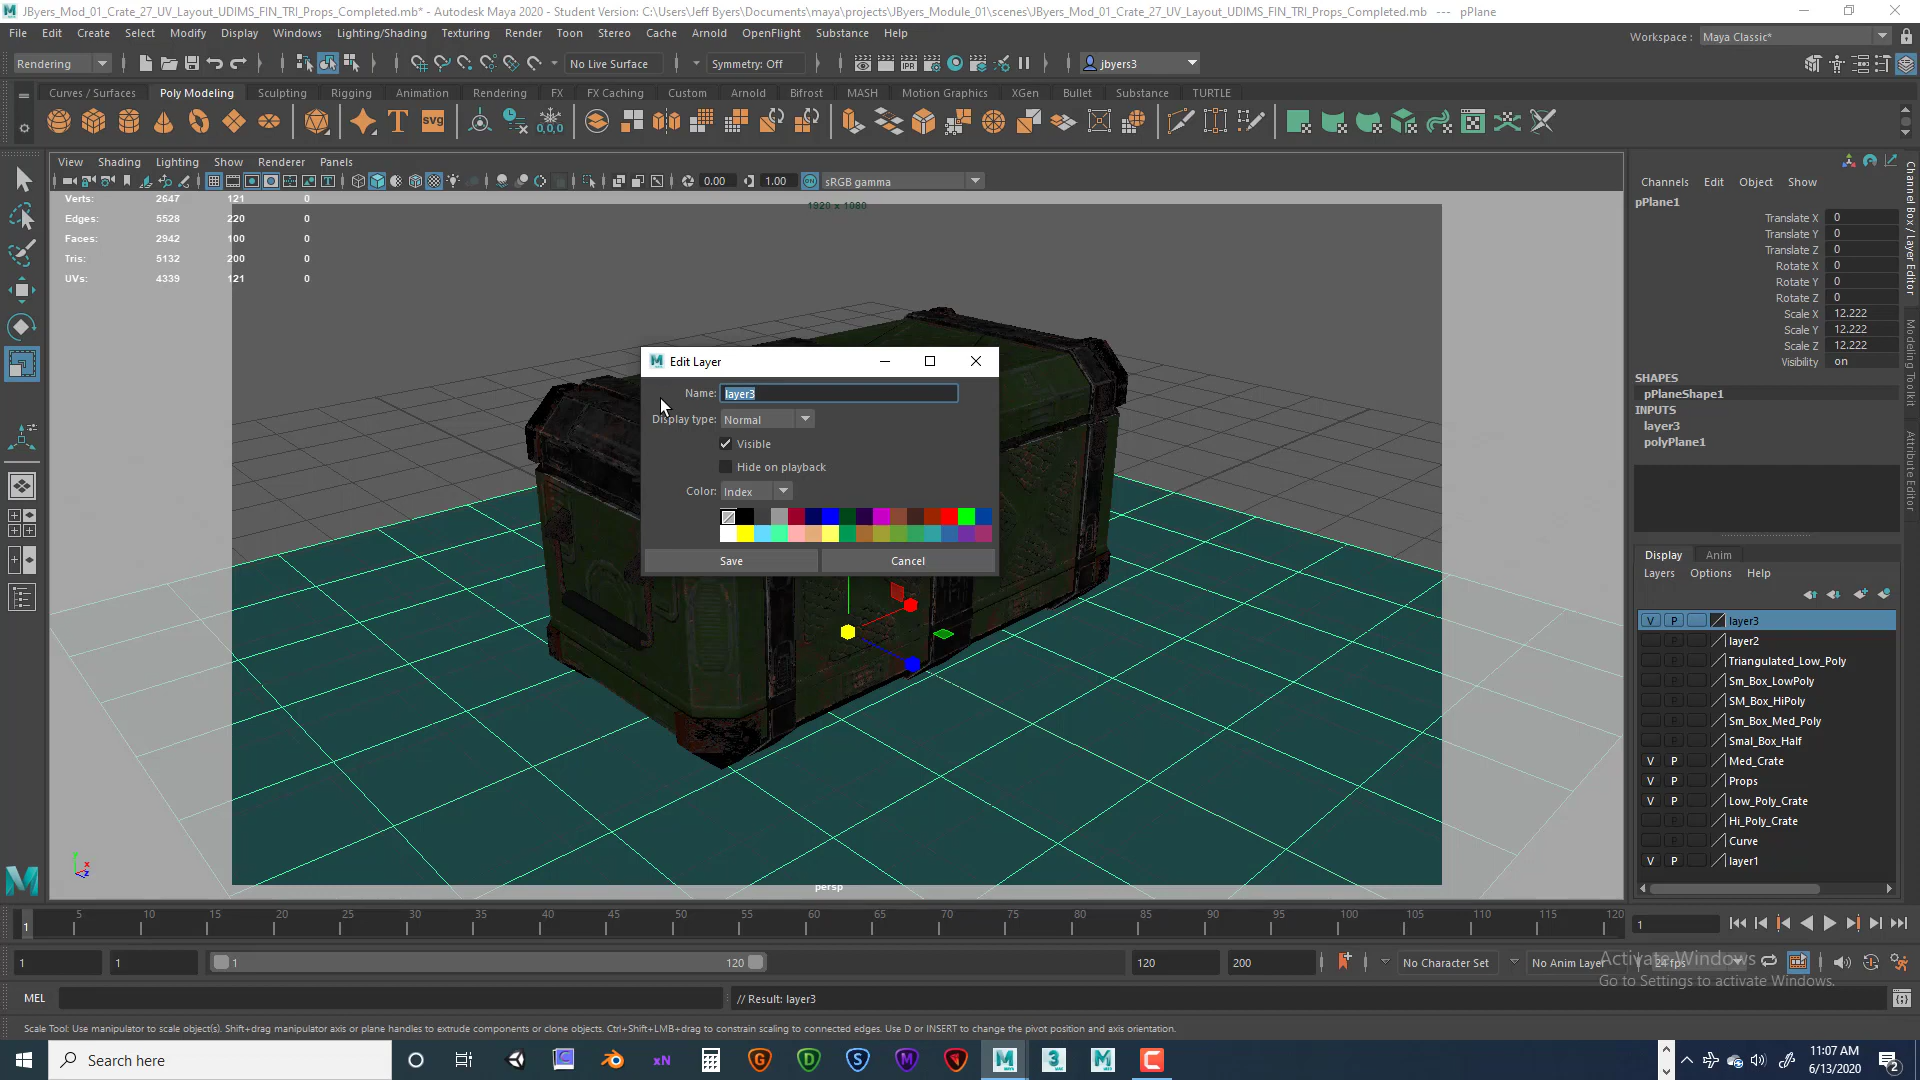 JByers_Mod_01_Crate_27_UV_Layout_UDIMS_FIN_TRI_Props_Completed.mb* - Autodesk Maya 2020 - Student Version: C:\Users\Jeff Byers\Documents\maya\projects\JByers_Module_01\scenes\JByers_Mod_01_Crate_27_UV_Layout_UDIMS_FIN_TRI_Props_Completed.mb --- pPlane
File Edit Create Select Modify Display Windows Lighting/Shading Texturing Render Toon Stereo Cache Arnold OpenFlight Substance Help
Workspace : Maya Classic*
Rendering No Live Surface Symmetry: Off jbyers3
Curves / Surfaces Poly Modeling Sculpting Rigging Animation Rendering FX FX Caching Custom Arnold Bifrost MASH Motion Graphics XGen Bullet Substance TURTLE
View Shading Lighting Show Renderer Panels
0.00 1.00 sRGB gamma
Verts: 2647 121 0
Edges: 5528 220 0
Faces: 2942 100 0
Tris: 5132 200 0
UVs: 4339 121 0
1920 x 1080
persp
Edit Layer
Name: layer3
Display type: Normal
Visible
Hide on playback
Color: Index
Save Cancel
Channels Edit Object Show
pPlane1
Translate X 0
Translate Y 0
Translate Z 0
Rotate X 0
Rotate Y 0
Rotate Z 0
Scale X 12.222
Scale Y 12.222
Scale Z 12.222
Visibility on
SHAPES
pPlaneShape1
INPUTS
layer3
polyPlane1
Channel Box / Layer Editor
Modeling Toolkit
Attribute Editor
Display Anim
Layers Options Help
V P layer3
layer2
Triangulated_Low_Poly
Sm_Box_LowPoly
SM_Box_HiPoly
Sm_Box_Med_Poly
Smal_Box_Half
V P Med_Crate
V P Props
V P Low_Poly_Crate
Hi_Poly_Crate
Curve
V P layer1
1 5 10 15 20 25 30 35 40 45 50 55 60 65 70 75 80 85 90 95 100 105 110 115 120 1
1 1 1 120 120 200 No Character Set No Anim Layer 24 fps
Activate Windows
Go to Settings to activate Windows.
MEL // Result: layer3
Scale Tool: Use manipulator to scale object(s). Shift+drag manipulator axis or plane handles to extrude components or clone objects. Ctrl+Shift+LMB+drag to constrain scaling to connected edges. Use D or INSERT to change the pivot position and axis orientation.
Search here
11:07 AM
6/13/2020
2